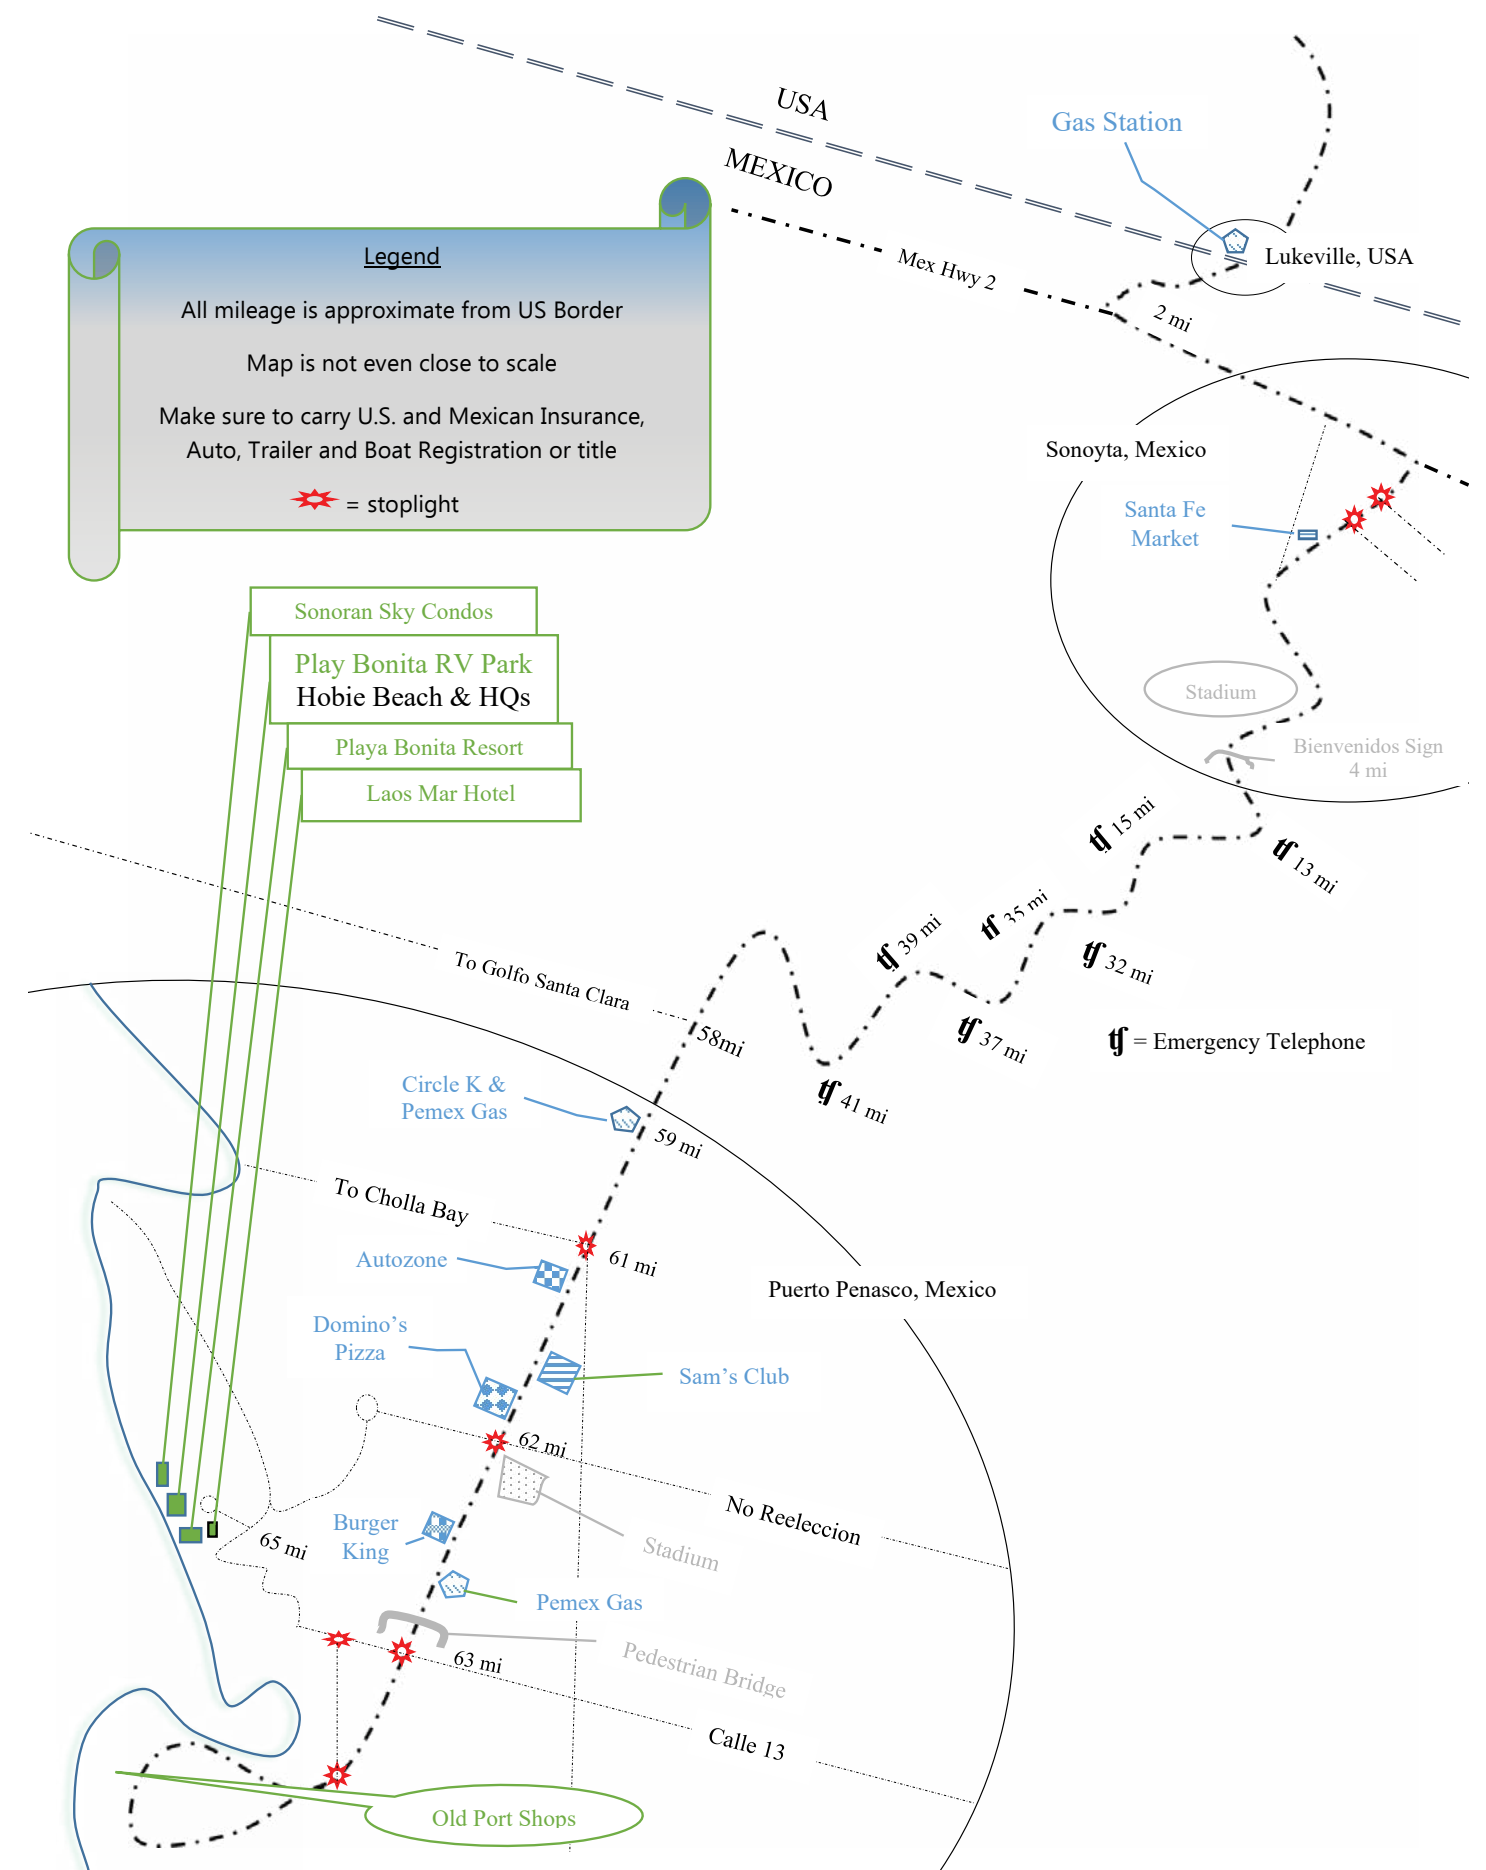 USA
MEXICO
Gas Station
Lukeville, USA
Mex Hwy 2
2 mi
Legend
All mileage is approximate from US Border
Map is not even close to scale
Make sure to carry U.S. and Mexican Insurance,
Auto, Trailer and Boat Registration or title
= stoplight
Sonoyta, Mexico
Santa Fe
Market
Stadium
Bienvenidos Sign
4 mi
Sonoran Sky Condos
Play Bonita RV Park
Hobie Beach & HQs
Playa Bonita Resort
Laos Mar Hotel
15 mi
13 mi
35 mi
39 mi
32 mi
37 mi
= Emergency Telephone
41 mi
To Golfo Santa Clara
58mi
Circle K &
Pemex Gas
59 mi
To Cholla Bay
61 mi
Autozone
Puerto Penasco, Mexico
Domino's
Pizza
Sam's Club
62 mi
No Reeleccion
Burger
King
65 mi
Stadium
Pemex Gas
Pedestrian Bridge
63 mi
Calle 13
Old Port Shops